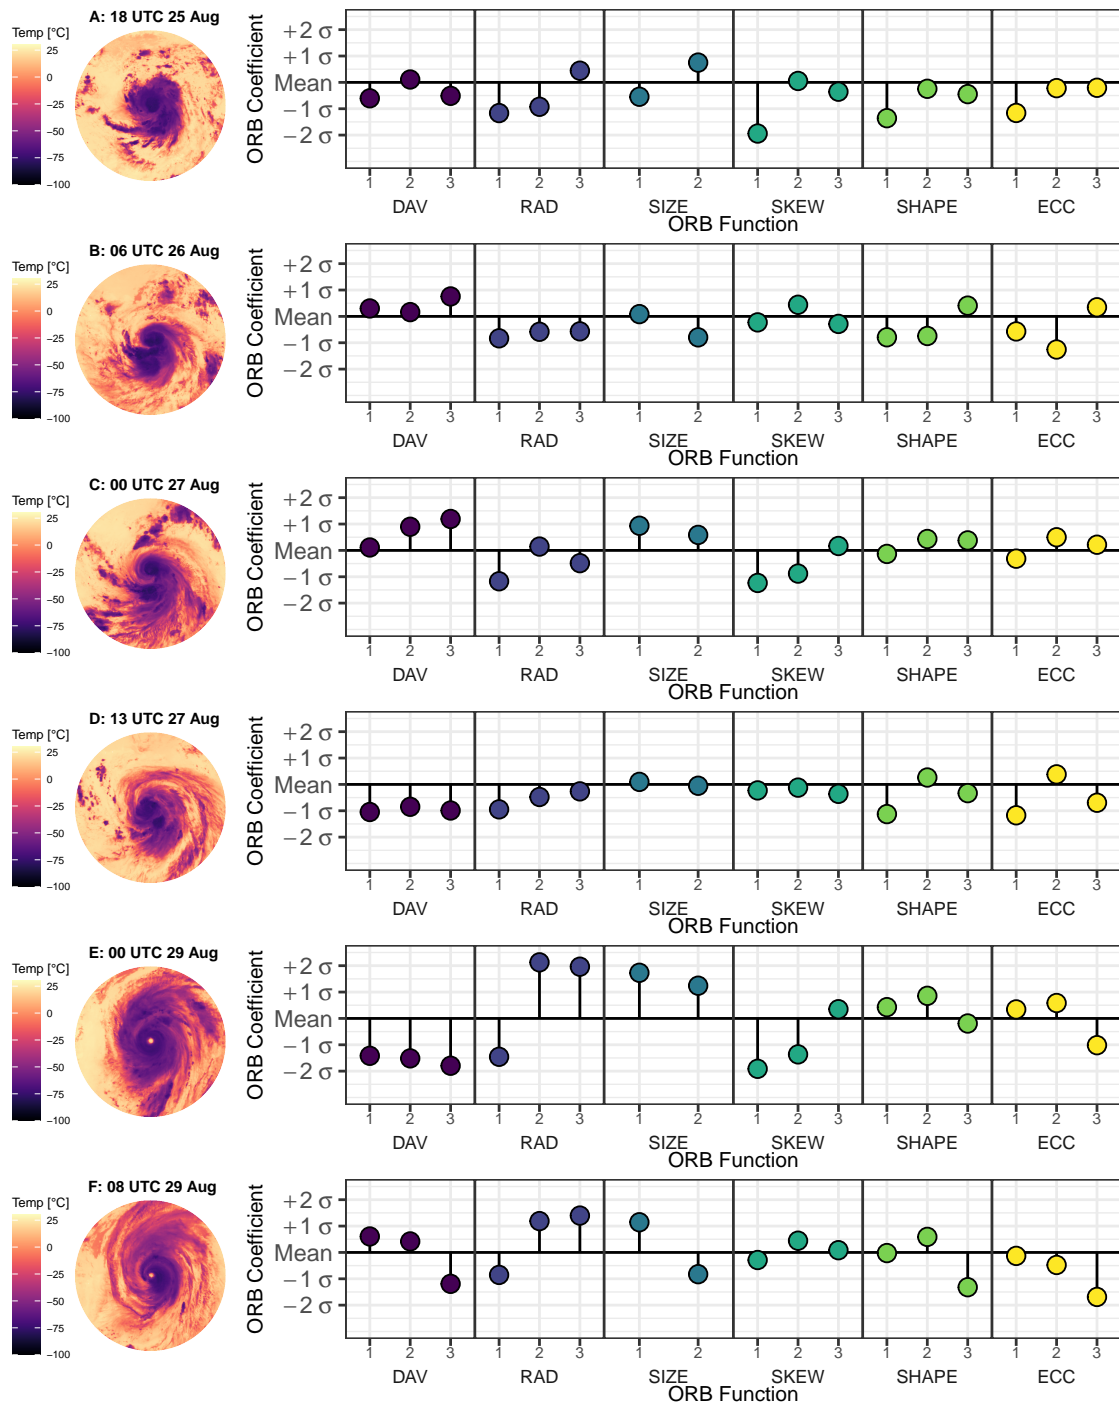 A: 18 UTC 25 Aug
Temp [°C]
25
0
−25
−50
−75
−100
ORB Coefficient
+2 σ
+1 σ
Mean
−1 σ
−2 σ
1 2 3 1 2 3 1 2 1 2 3 1 2 3 1 2 3
DAV RAD SIZE SKEW SHAPE ECC
ORB Function
B: 06 UTC 26 Aug
Temp [°C]
25
0
−25
−50
−75
−100
ORB Coefficient
+2 σ
+1 σ
Mean
−1 σ
−2 σ
1 2 3 1 2 3 1 2 1 2 3 1 2 3 1 2 3
DAV RAD SIZE SKEW SHAPE ECC
ORB Function
C: 00 UTC 27 Aug
Temp [°C]
25
0
−25
−50
−75
−100
ORB Coefficient
+2 σ
+1 σ
Mean
−1 σ
−2 σ
1 2 3 1 2 3 1 2 1 2 3 1 2 3 1 2 3
DAV RAD SIZE SKEW SHAPE ECC
ORB Function
D: 13 UTC 27 Aug
Temp [°C]
25
0
−25
−50
−75
−100
ORB Coefficient
+2 σ
+1 σ
Mean
−1 σ
−2 σ
1 2 3 1 2 3 1 2 1 2 3 1 2 3 1 2 3
DAV RAD SIZE SKEW SHAPE ECC
ORB Function
E: 00 UTC 29 Aug
Temp [°C]
25
0
−25
−50
−75
−100
ORB Coefficient
+2 σ
+1 σ
Mean
−1 σ
−2 σ
1 2 3 1 2 3 1 2 1 2 3 1 2 3 1 2 3
DAV RAD SIZE SKEW SHAPE ECC
ORB Function
F: 08 UTC 29 Aug
Temp [°C]
25
0
−25
−50
−75
−100
ORB Coefficient
+2 σ
+1 σ
Mean
−1 σ
−2 σ
1 2 3 1 2 3 1 2 1 2 3 1 2 3 1 2 3
DAV RAD SIZE SKEW SHAPE ECC
ORB Function